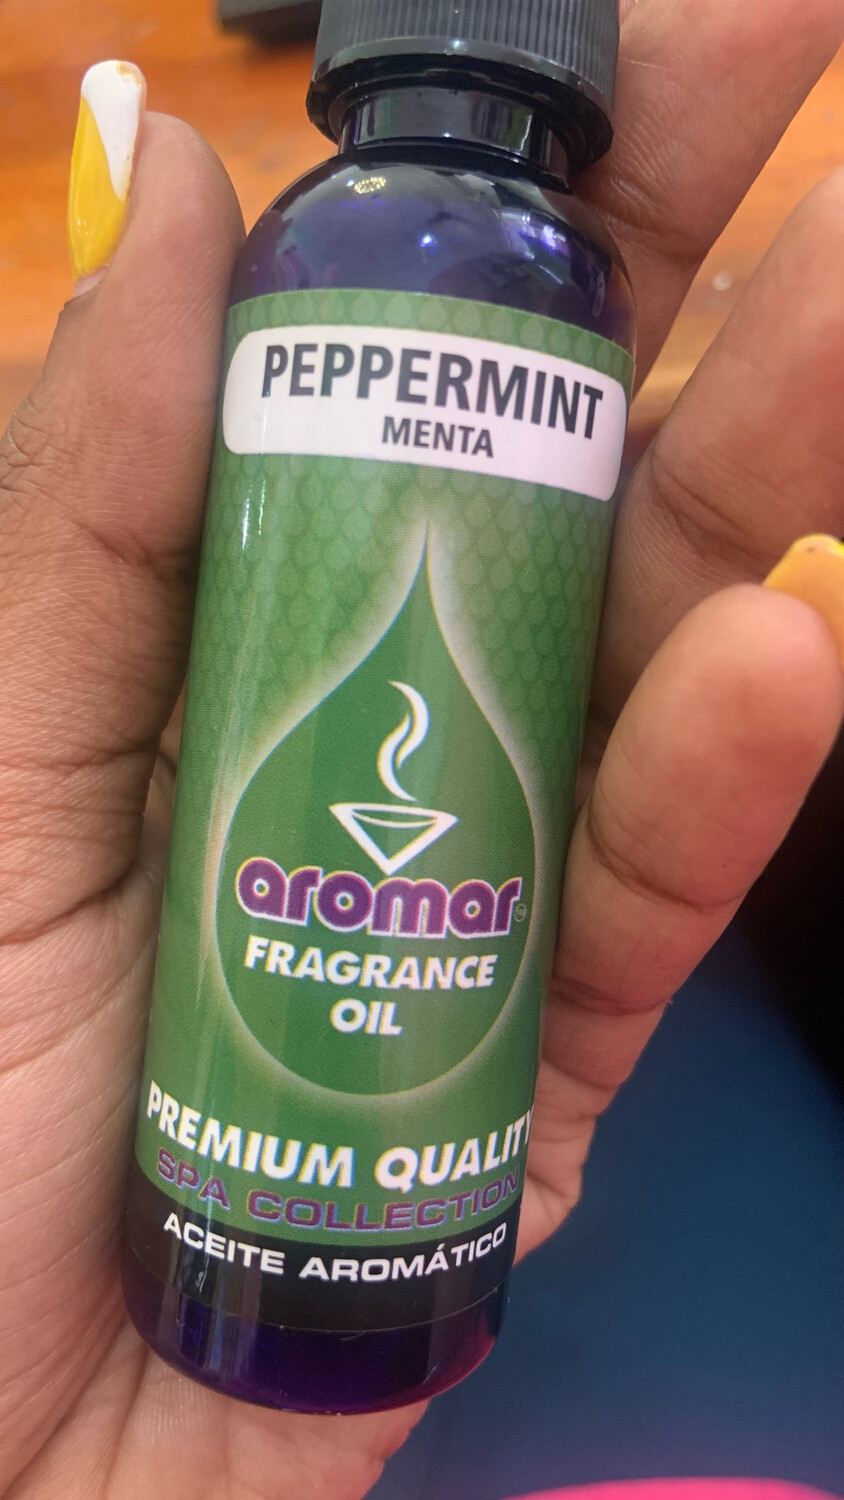 PEPPERMINT
MENTA
aromar
FRAGRANCE
OIL
PREMIUM QUALITY
SPA COLLECTION
ACEITE AROMÁTICO